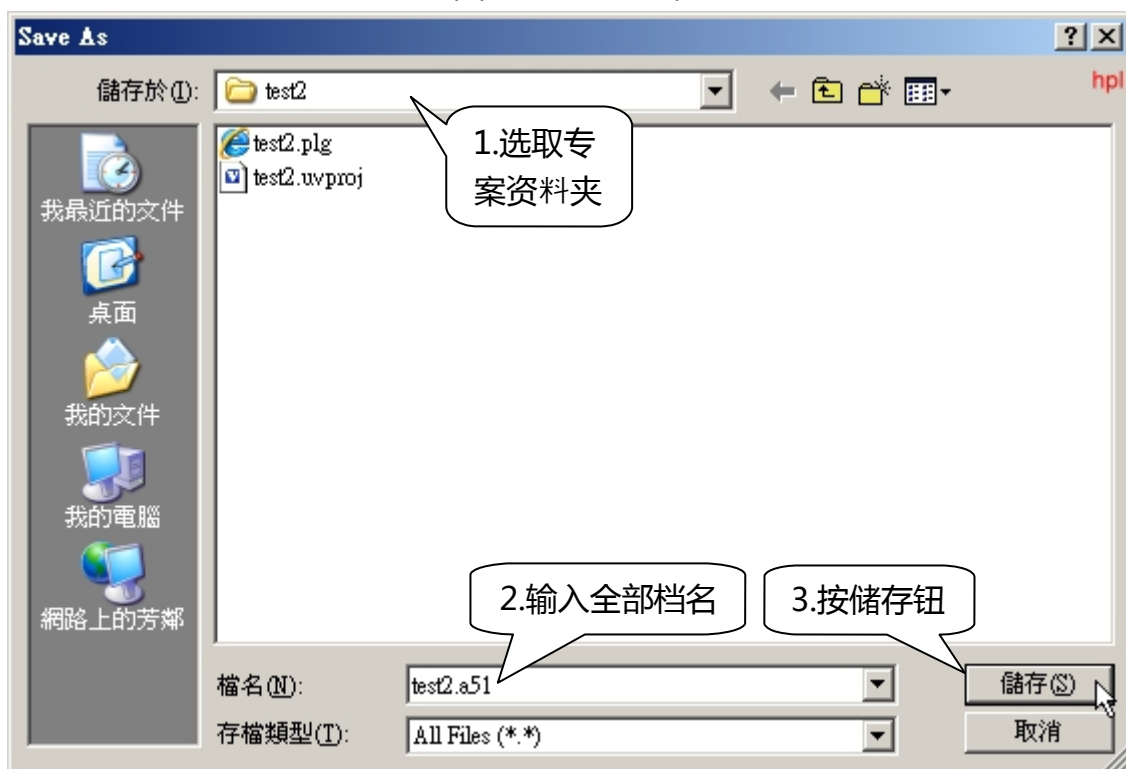 Save As
儲存於(I):
test2
hpl
1.选取专
案资料夹
test2.plg
test2.uvproj
我最近的文件
桌面
我的文件
我的電腦
網路上的芳鄰
2.输入全部档名
3.按储存钮
檔名(N):
test2.a51
儲存(S)
存檔類型(T):
All Files (*.*)
取消